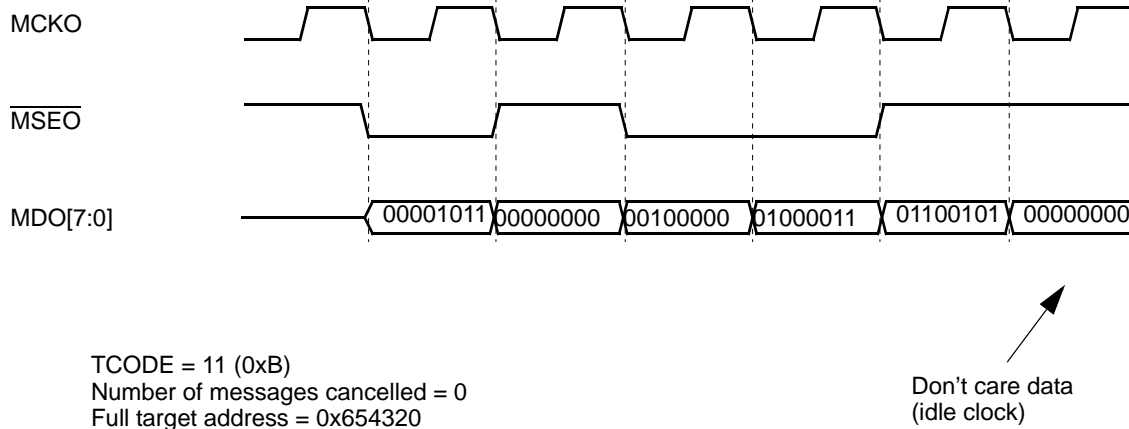 MCKO
MSEO
MDO[7:0] 00001011 00000000 00100000 01000011 01100101 00000000
TCODE = 11 (0xB)
Number of messages cancelled = 0
Full target address = 0x654320
Don't care data
(idle clock)